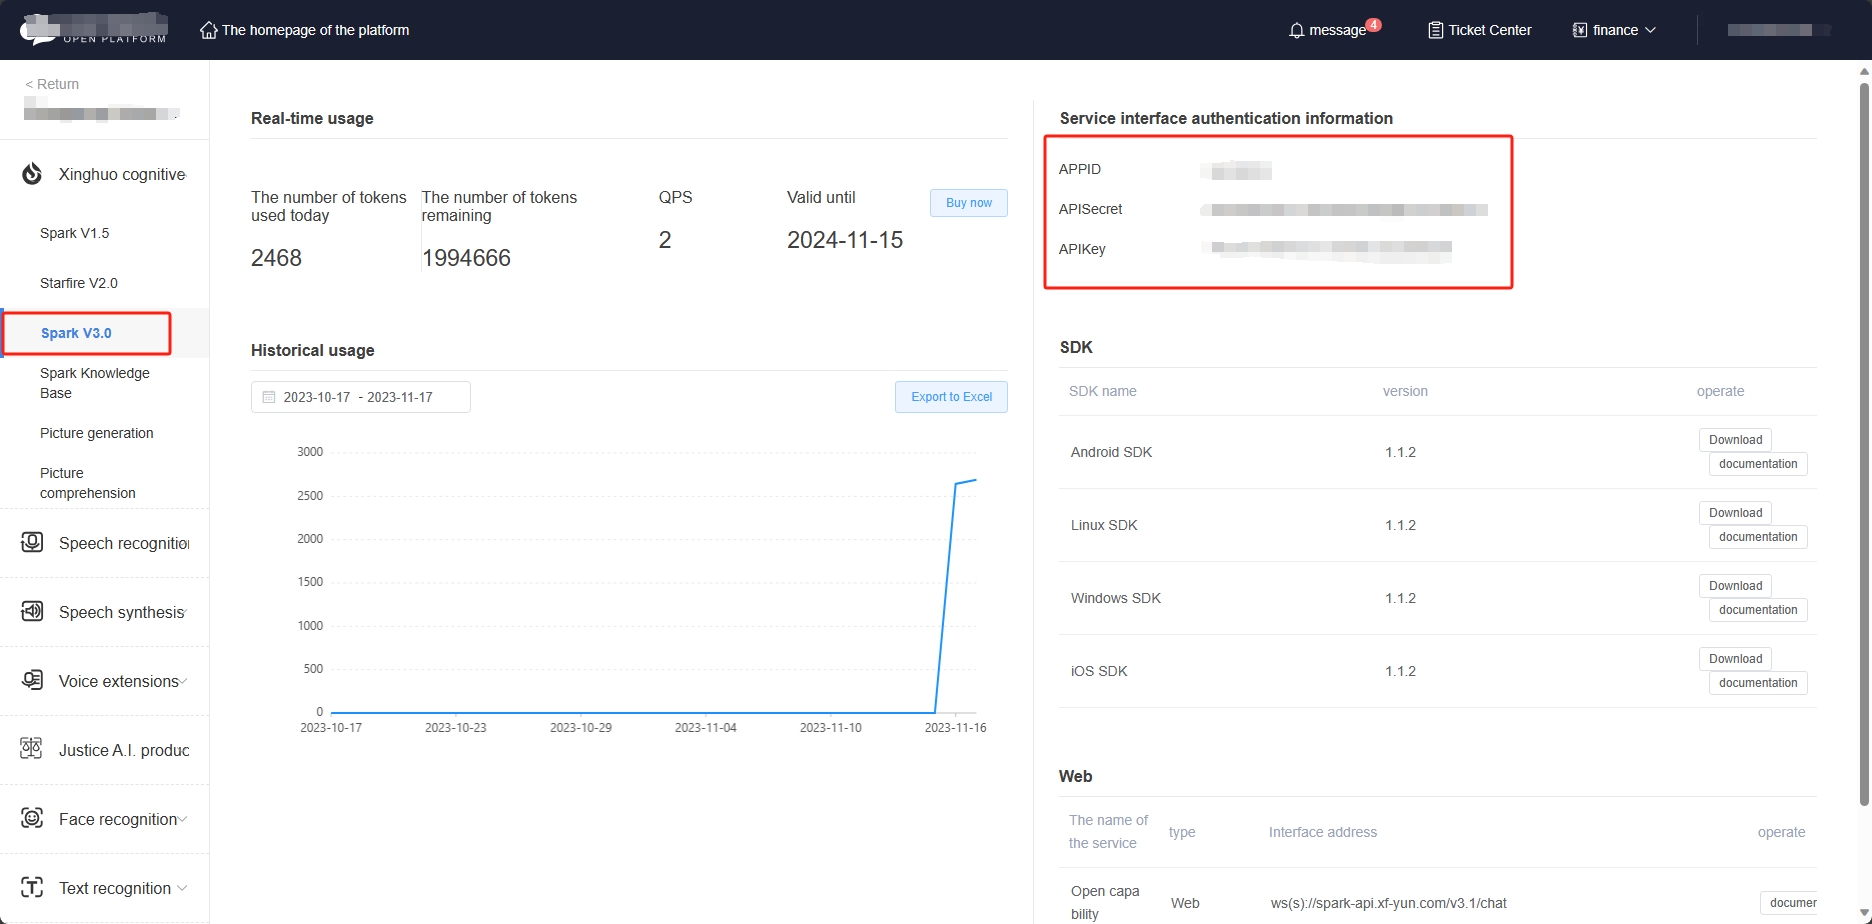 OPEN PLATFORM
The homepage of the platform
message 4
Ticket Center
finance
< Return
Xinghuo cognitive
Spark V1.5
Starfire V2.0
Spark V3.0
Spark Knowledge
Base
Picture generation
Picture
comprehension
Speech recognition
Speech synthesis
Voice extensions
Justice A.I. produc
Face recognition
Text recognition
Real-time usage
The number of tokens
used today
2468
The number of tokens
remaining
1994666
QPS
2
Valid until
2024-11-15
Buy now
Historical usage
2023-10-17 - 2023-11-17
Export to Excel
3000
2500
2000
1500
1000
500
0
2023-10-17 2023-10-23 2023-10-29 2023-11-04 2023-11-10 2023-11-16
Service interface authentication information
APPID
APISecret
APIKey
SDK
SDK name version operate
Android SDK 1.1.2 Download
documentation
Linux SDK 1.1.2 Download
documentation
Windows SDK 1.1.2 Download
documentation
iOS SDK 1.1.2 Download
documentation
Web
The name of
the service
type Interface address operate
Open capa
bility
Web ws(s)://spark-api.xf-yun.com/v3.1/chat documer